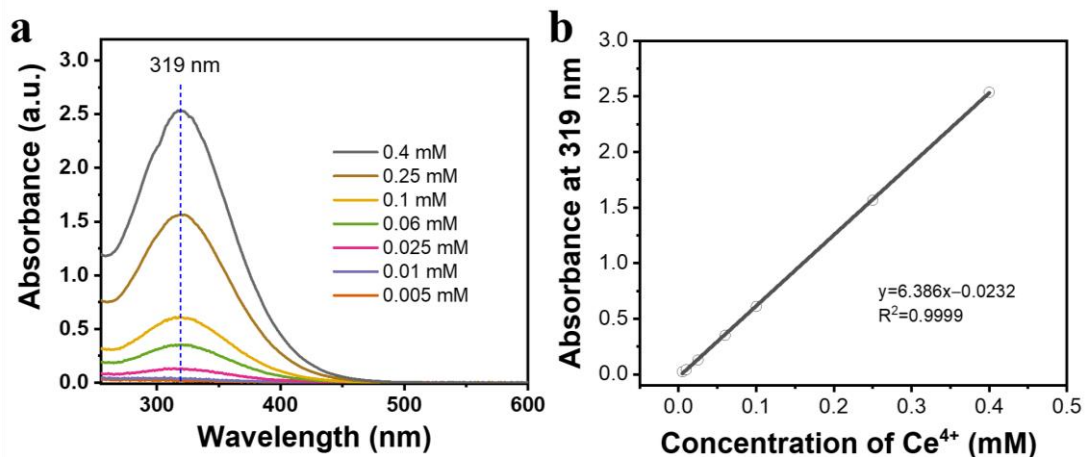 a
3.0
2.5
2.0
1.5
1.0
0.5
0.0
Absorbance (a.u.)
319 nm
0.4 mM
0.25 mM
0.1 mM
0.06 mM
0.025 mM
0.01 mM
0.005 mM
300
400
500
600
Wavelength (nm)
b
3.0
2.5
2.0
1.5
1.0
0.5
0.0
Absorbance at 319 nm
y=6.386x−0.0232
R²=0.9999
0.0
0.1
0.2
0.3
0.4
0.5
Concentration of Ce⁴⁺ (mM)